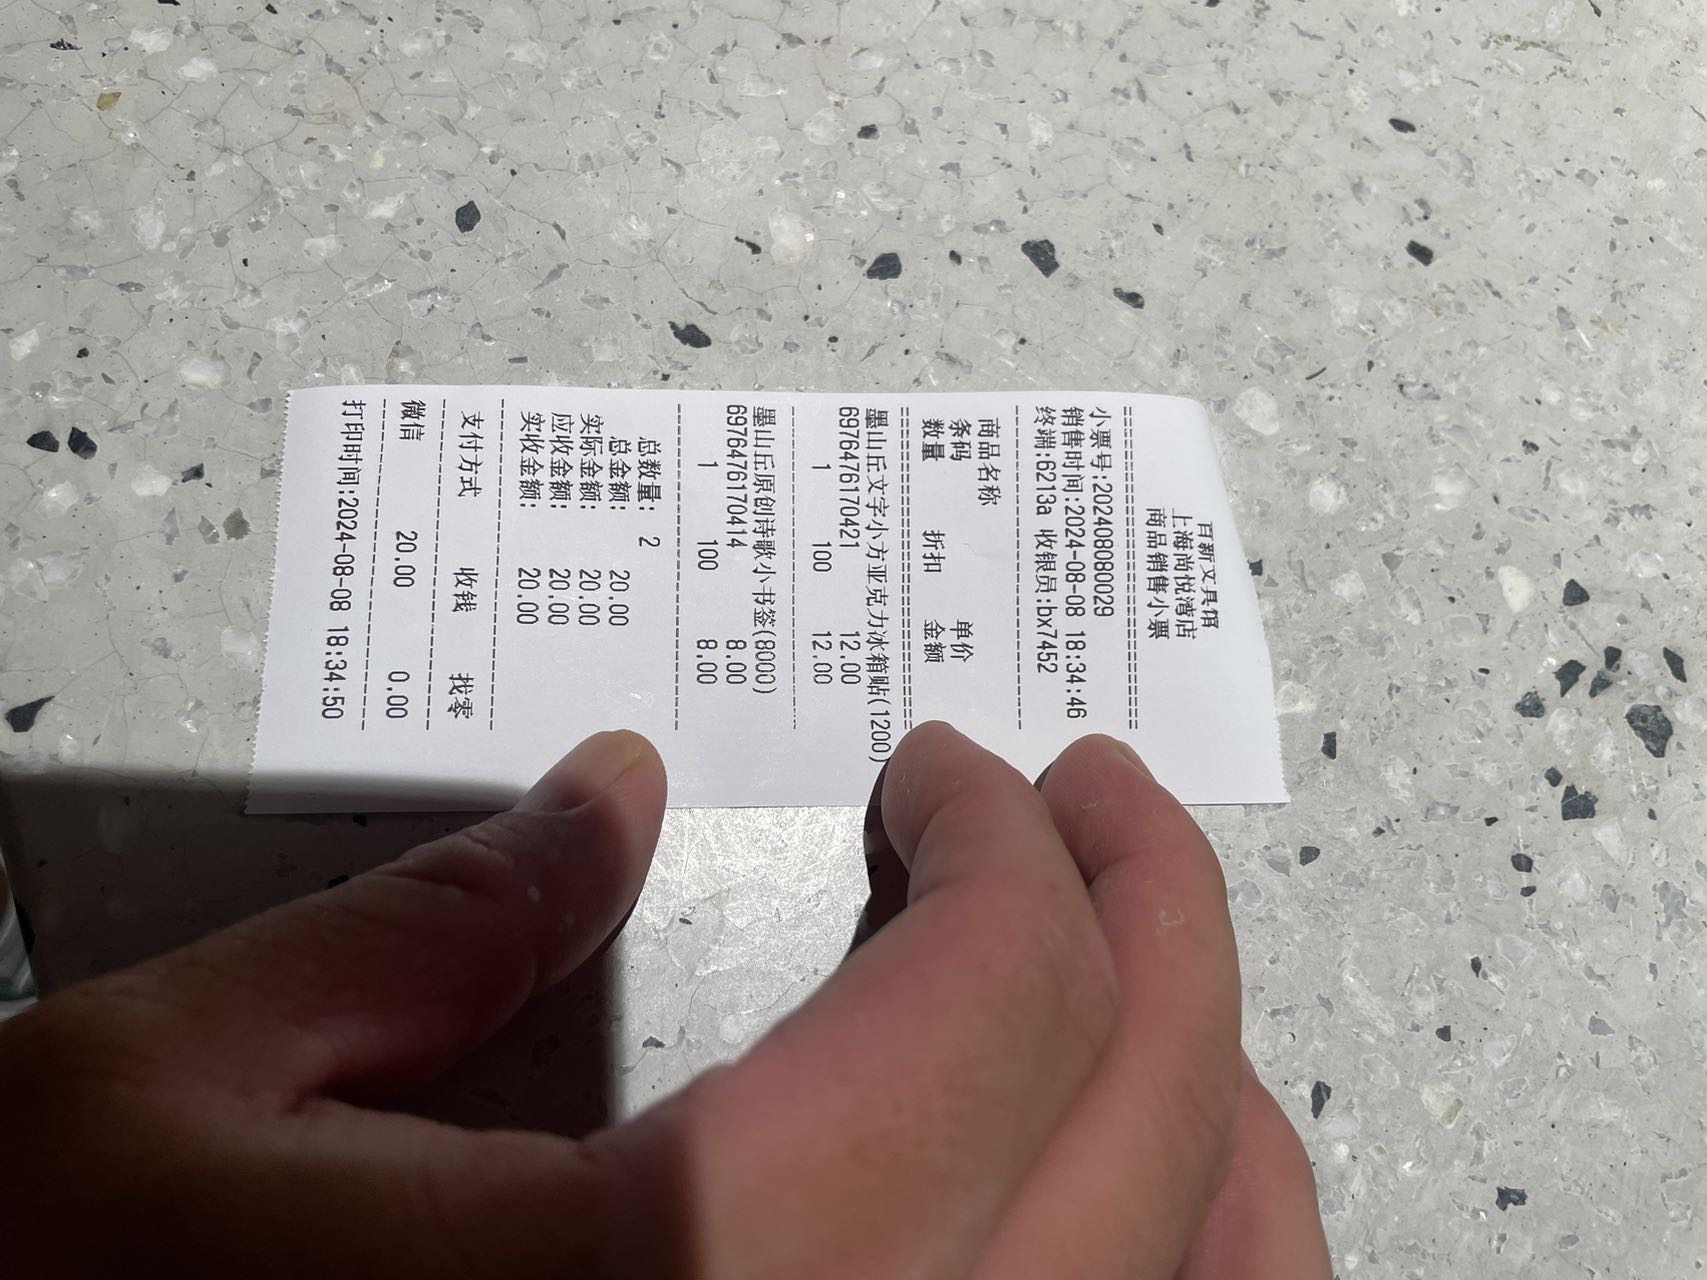 百新文具馆
上海尚悦湾店
商品销售小票
小票号:202408080029
销售时间:2024-08-08 18:34:46
终端:6213a 收银员:bx7452
商品名称
条码 单价
数量 折扣 金额
墨山丘文字小方亚克力冰箱贴(1200)
6976476170421 12.00
1 100 12.00
墨山丘原创诗歌小书签(8000)
6976476170414 8.00
1 100 8.00
总数量: 2
总金额: 20.00
实际金额: 20.00
应收金额: 20.00
实收金额: 20.00
支付方式 收钱 找零
微信 20.00 0.00
打印时间:2024-08-08 18:34:50